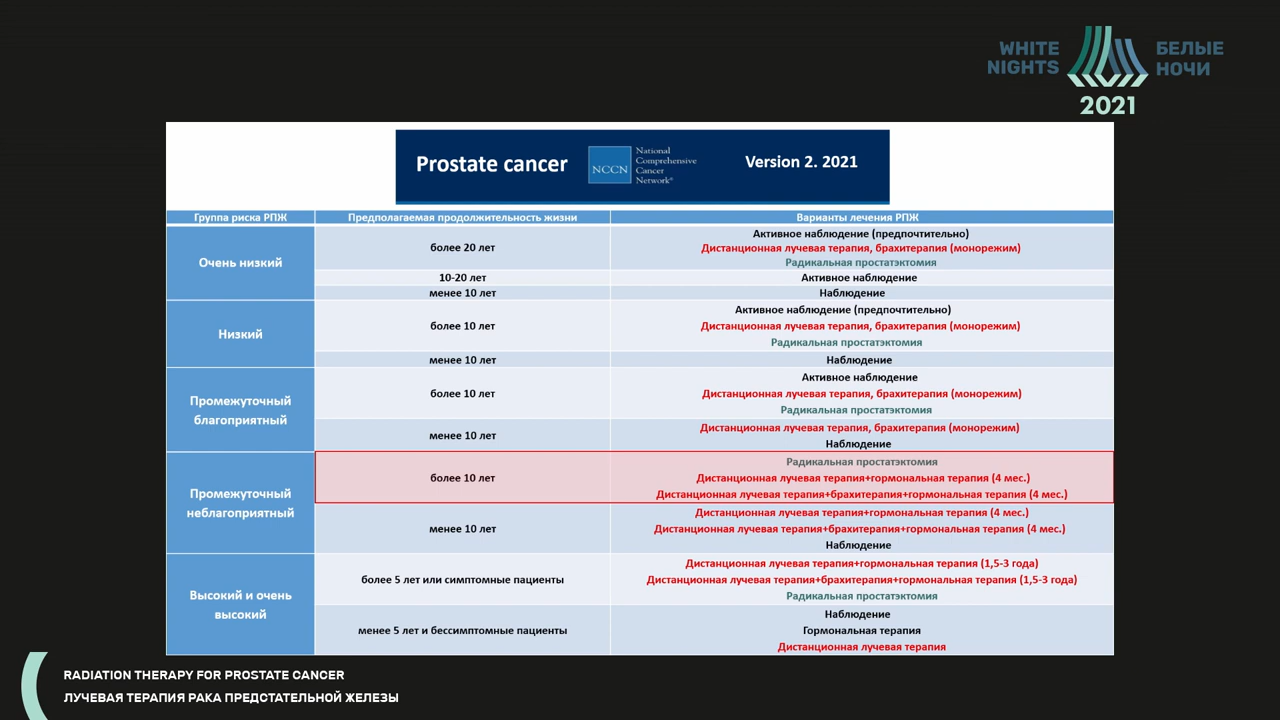 WHITE NIGHTS
БЕЛЫЕ НОЧИ
2021
Prostate cancer
NCCN
National
Comprehensive
Cancer
Network®
Version 2. 2021
Группа риска РПЖ
Предполагаемая продолжительность жизни
Варианты лечения РПЖ
Очень низкий
более 20 лет
Активное наблюдение (предпочтительно)
Дистанционная лучевая терапия, брахитерапия (монорежим)
Радикальная простатэктомия
10-20 лет
Активное наблюдение
менее 10 лет
Наблюдение
Низкий
более 10 лет
Активное наблюдение (предпочтительно)
Дистанционная лучевая терапия, брахитерапия (монорежим)
Радикальная простатэктомия
менее 10 лет
Наблюдение
Промежуточный
благоприятный
более 10 лет
Активное наблюдение
Дистанционная лучевая терапия, брахитерапия (монорежим)
Радикальная простатэктомия
менее 10 лет
Дистанционная лучевая терапия, брахитерапия (монорежим)
Наблюдение
Промежуточный
неблагоприятный
более 10 лет
Радикальная простатэктомия
Дистанционная лучевая терапия+гормональная терапия (4 мес.)
Дистанционная лучевая терапия+брахитерапия+гормональная терапия (4 мес.)
менее 10 лет
Дистанционная лучевая терапия+гормональная терапия (4 мес.)
Дистанционная лучевая терапия+брахитерапия+гормональная терапия (4 мес.)
Наблюдение
Высокий и очень
высокий
более 5 лет или симптомные пациенты
Дистанционная лучевая терапия+гормональная терапия (1,5-3 года)
Дистанционная лучевая терапия+брахитерапия+гормональная терапия (1,5-3 года)
Радикальная простатэктомия
менее 5 лет и бессимптомные пациенты
Наблюдение
Гормональная терапия
Дистанционная лучевая терапия
RADIATION THERAPY FOR PROSTATE CANCER
ЛУЧЕВАЯ ТЕРАПИЯ РАКА ПРЕДСТАТЕЛЬНОЙ ЖЕЛЕЗЫ